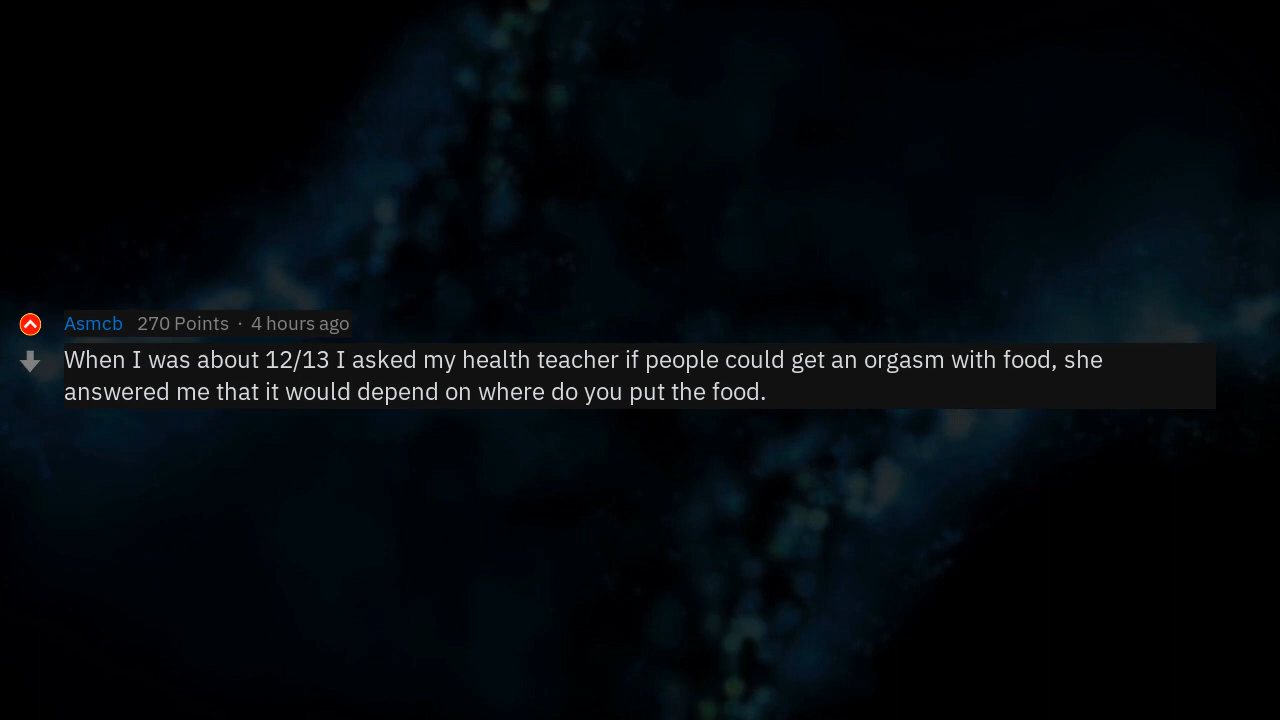 Asmcb 270 Points · 4 hours ago
When I was about 12/13 I asked my health teacher if people could get an orgasm with food, she
answered me that it would depend on where do you put the food.